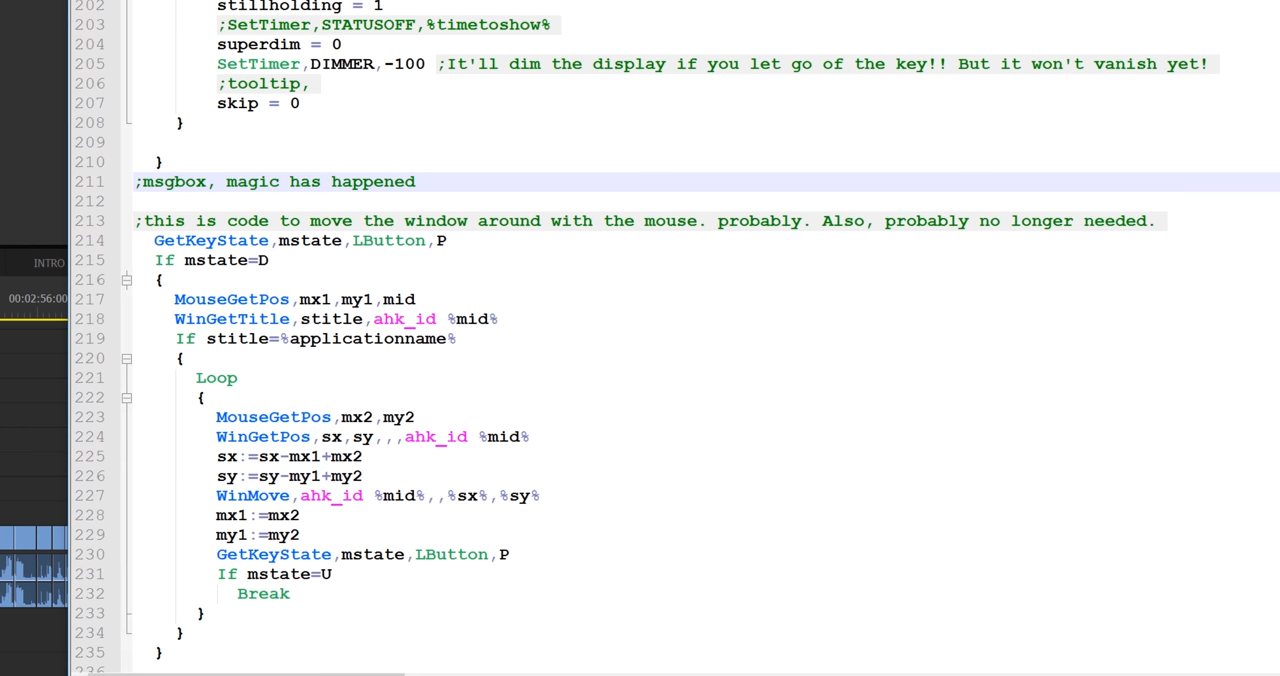 202 stillholding = 1
203 ;SetTimer,STATUSOFF,%timetoshow%
204 superdim = 0
205 SetTimer,DIMMER,-100 ;It'll dim the display if you let go of the key!! But it won't vanish yet!
206 ;tooltip,
207 skip = 0
208 }
209
210 }
211 ;msgbox, magic has happened
212
213 ;this is code to move the window around with the mouse. probably. Also, probably no longer needed.
214 GetKeyState,mstate,LButton,P
INTRO
215 If mstate=D
216 {
00:02:56:00
217 MouseGetPos,mx1,my1,mid
218 WinGetTitle,stitle,ahk_id %mid%
219 If stitle=%applicationname%
220 {
221 Loop
222 {
223 MouseGetPos,mx2,my2
224 WinGetPos,sx,sy,,,ahk_id %mid%
225 sx:=sx-mx1+mx2
226 sy:=sy-my1+my2
227 WinMove,ahk_id %mid%,,%sx%,%sy%
228 mx1:=mx2
229 my1:=my2
230 GetKeyState,mstate,LButton,P
231 If mstate=U
232 Break
233 }
234 }
235 }
236